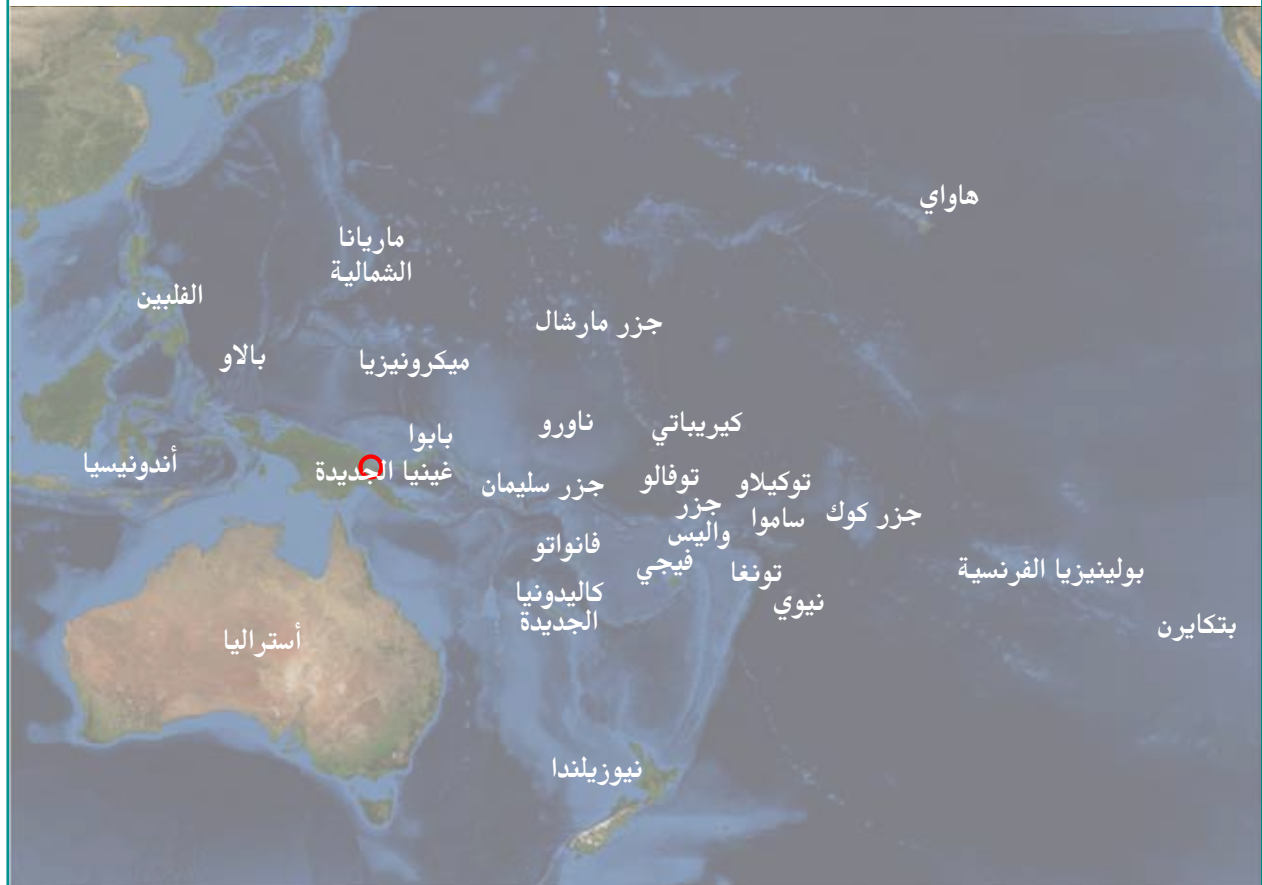 هاواي
ماريانا
الشمالية
الفلبين
جزر مارشال
بالاو
ميكرونيزيا
كيريباتي
ناورو
بابوا
غينيا الجديدة
أندونيسيا
توكيلاو
توفالو
جزر سليمان
جزر
واليس
ساموا
جزر كوك
فانواتو
فيجي
تونغا
بولينيزيا الفرنسية
كاليدونيا
الجديدة
نيوي
بتكايرن
أستراليا
نيوزيلندا